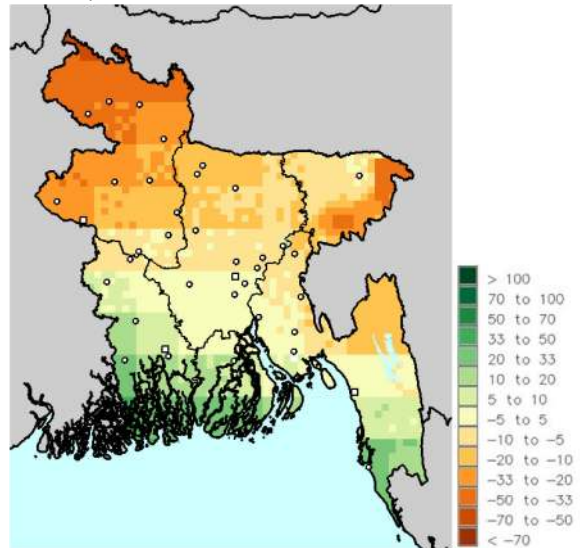 > 100
70 to 100
50 to 70
33 to 50
20 to 33
10 to 20
5 to 10
-5 to 5
-10 to -5
-20 to -10
-33 to -20
-50 to -33
-70 to -50
< -70